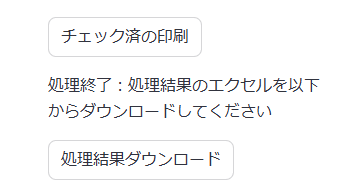 チェック済の印刷
処理終了：処理結果のエクセルを以下
からダウンロードしてください
処理結果ダウンロード